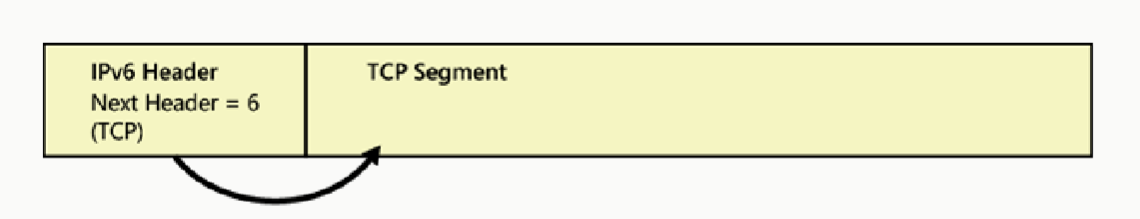 IPv6 Header
Next Header = 6
(TCP)
TCP Segment